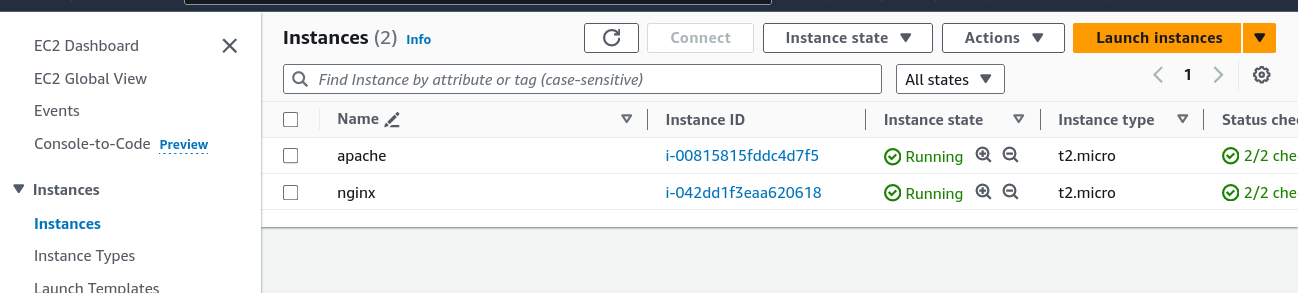 EC2 Dashboard
EC2 Global View
Events
Console-to-Code Preview
Instances
Instances
Instance Types
Launch Templates
Instances (2) Info
Connect
Instance state
Actions
Launch instances
Find Instance by attribute or tag (case-sensitive)
All states
1
Name Instance ID Instance state Instance type Status che
apache i-00815815fddc4d7f5 Running t2.micro 2/2 che
nginx i-042dd1f3eaa620618 Running t2.micro 2/2 che